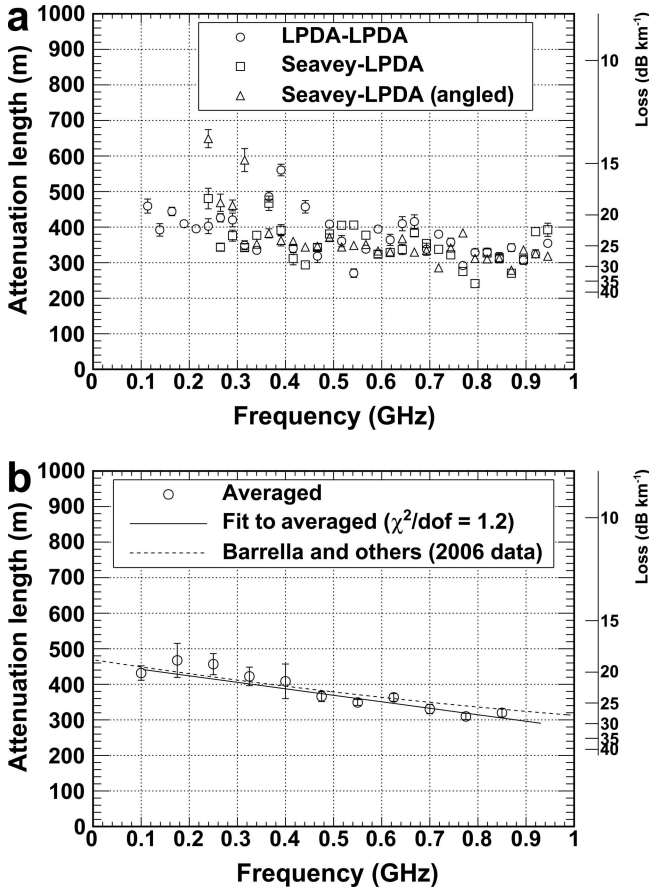 a
1000
900
800
700
600
500
400
300
200
100
0
Attenuation length (m)
LPDA-LPDA
Seavey-LPDA
Seavey-LPDA (angled)
10
15
20
25
30
35
40
Loss (dB km⁻¹)
0 0.1 0.2 0.3 0.4 0.5 0.6 0.7 0.8 0.9 1
Frequency (GHz)
b
1000
900
800
700
600
500
400
300
200
100
0
Attenuation length (m)
Averaged
Fit to averaged (χ²/dof = 1.2)
Barrella and others (2006 data)
10
15
20
25
30
35
40
Loss (dB km⁻¹)
0 0.1 0.2 0.3 0.4 0.5 0.6 0.7 0.8 0.9 1
Frequency (GHz)